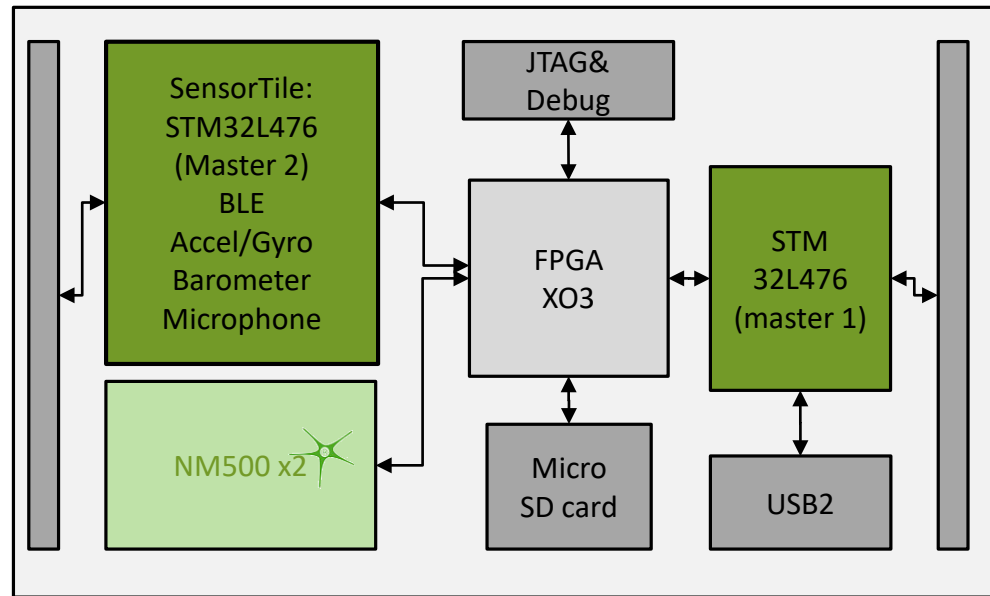 SensorTile:
STM32L476
(Master 2)
BLE
Accel/Gyro
Barometer
Microphone
NM500 x2
JTAG&
Debug
FPGA
XO3
Micro
SD card
STM
32L476
(master 1)
USB2